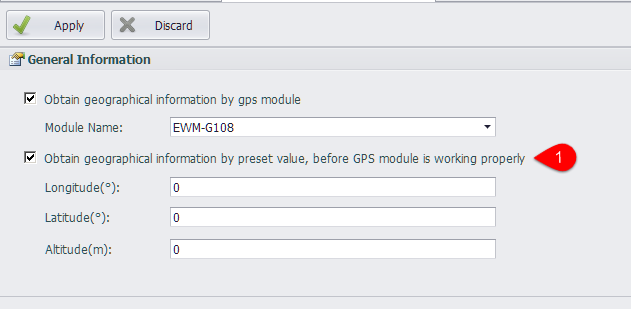 Apply Discard
General Information
Obtain geographical information by gps module
Module Name: EWM-G108
Obtain geographical information by preset value, before GPS module is working properly 1
Longitude(°): 0
Latitude(°): 0
Altitude(m): 0